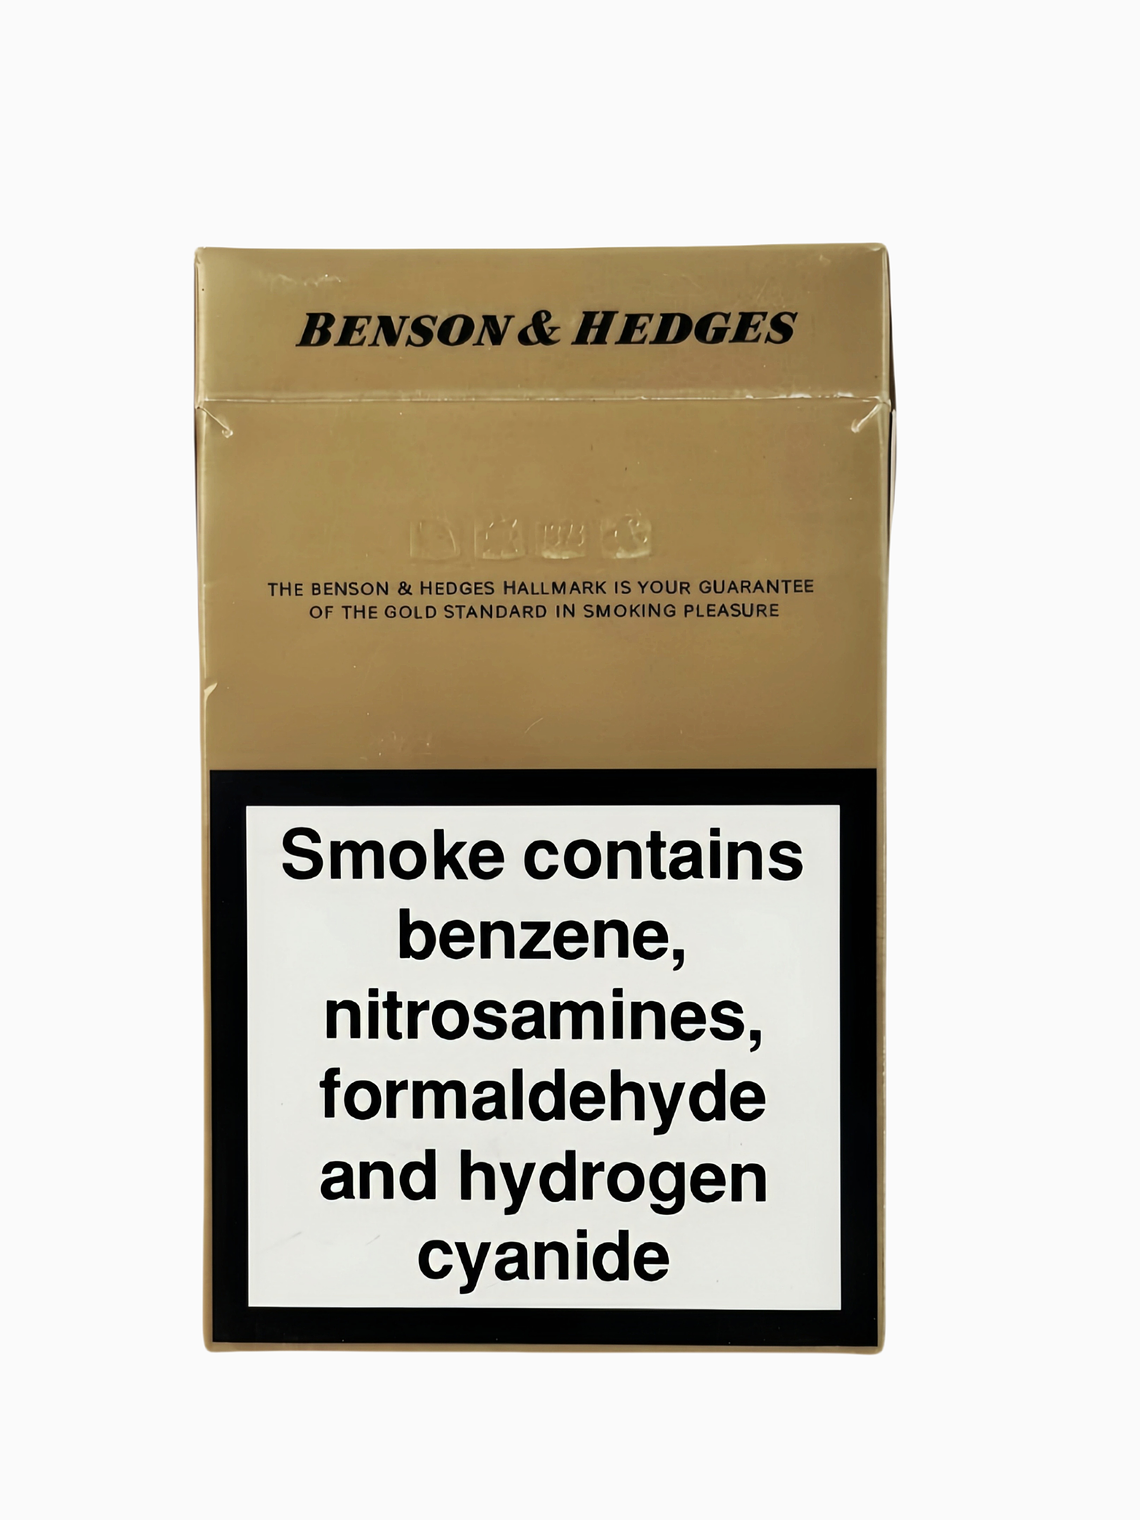 BENSON & HEDGES
THE BENSON & HEDGES HALLMARK IS YOUR GUARANTEE
OF THE GOLD STANDARD IN SMOKING PLEASURE
Smoke contains
benzene,
nitrosamines,
formaldehyde
and hydrogen
cyanide